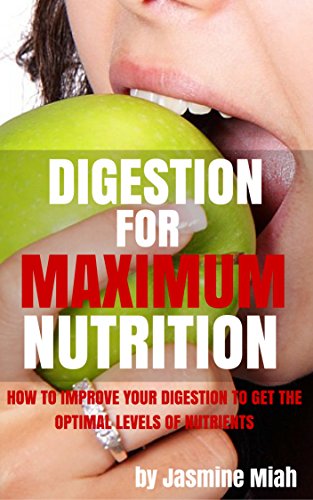 DIGESTION
FOR
MAXIMUM
NUTRITION
HOW TO IMPROVE YOUR DIGESTION TO GET THE
OPTIMAL LEVELS OF NUTRIENTS
by Jasmine Miah